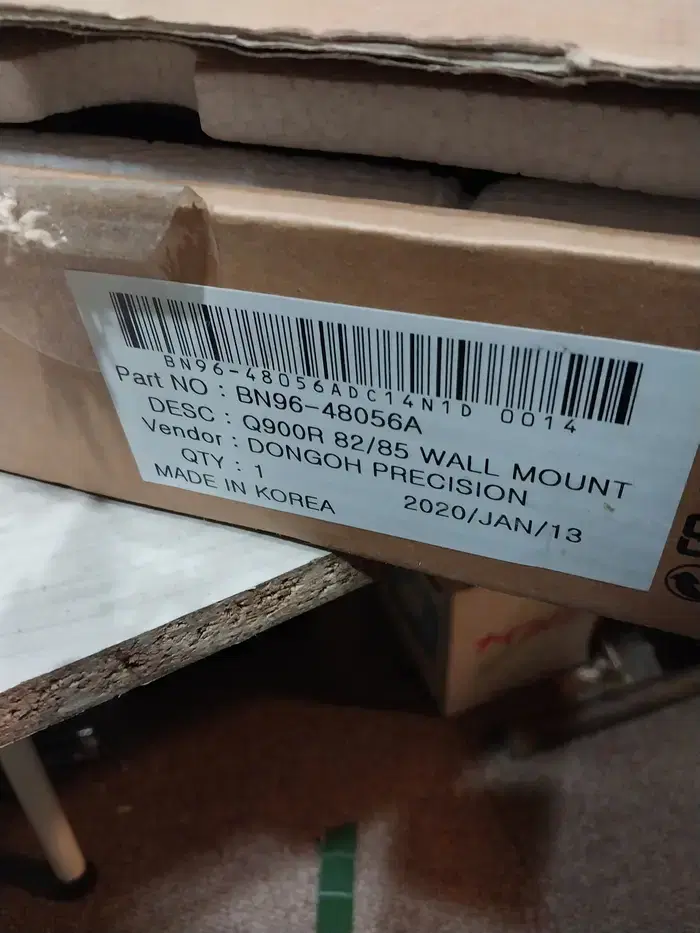 BN96-48056ADC14N1D 0014
Part NO : BN96-48056A
DESC : Q900R 82/85 WALL MOUNT
Vendor : DONGOH PRECISION
QTY : 1
MADE IN KOREA 2020/JAN/13